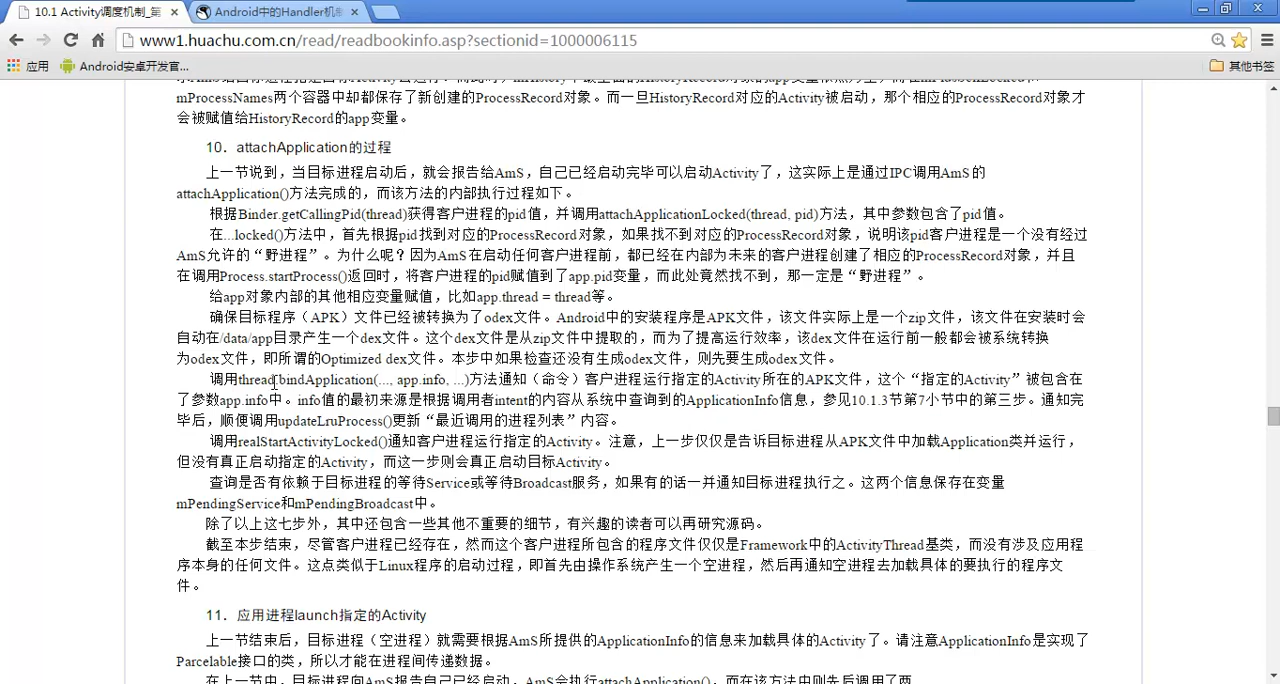 10.1 Activity调度机制_第
Android中的Handler机制
www1.huachu.com.cn/read/readbookinfo.asp?sectionid=1000006115
应用
Android安卓开发官...
其他书签
mProcessNames两个容器中却都保存了新创建的ProcessRecord对象。而一旦HistoryRecord对应的Activity被启动，那个相应的ProcessRecord对象才
会被赋值给HistoryRecord的app变量。
10．attachApplication的过程
上一节说到，当目标进程启动后，就会报告给AmS，自己已经启动完毕可以启动Activity了，这实际上是通过IPC调用AmS的
attachApplication()方法完成的，而该方法的内部执行过程如下。
根据Binder.getCallingPid(thread)获得客户进程的pid值，并调用attachApplicationLocked(thread, pid)方法，其中参数包含了pid值。
在...locked()方法中，首先根据pid找到对应的ProcessRecord对象，如果找不到对应的ProcessRecord对象，说明该pid客户进程是一个没有经过
AmS允许的“野进程”。为什么呢？因为AmS在启动任何客户进程前，都已经在内部为未来的客户进程创建了相应的ProcessRecord对象，并且
在调用Process.startProcess()返回时，将客户进程的pid赋值到了app.pid变量，而此处竟然找不到，那一定是“野进程”。
给app对象内部的其他相应变量赋值，比如app.thread = thread等。
确保目标程序（APK）文件已经被转换为了odex文件。Android中的安装程序是APK文件，该文件实际上是一个zip文件，该文件在安装时会
自动在/data/app目录产生一个dex文件。这个dex文件是从zip文件中提取的，而为了提高运行效率，该dex文件在运行前一般都会被系统转换
为odex文件，即所谓的Optimized dex文件。本步中如果检查还没有生成odex文件，则先要生成odex文件。
调用thread.bindApplication(..., app.info, ...)方法通知（命令）客户进程运行指定的Activity所在的APK文件，这个“指定的Activity”被包含在
了参数app.info中。info值的最初来源是根据调用者intent的内容从系统中查询到的ApplicationInfo信息，参见10.1.3节第7小节中的第三步。通知完
毕后，顺便调用updateLruProcess()更新“最近调用的进程列表”内容。
调用realStartActivityLocked()通知客户进程运行指定的Activity。注意，上一步仅仅是告诉目标进程从APK文件中加载Application类并运行，
但没有真正启动指定的Activity，而这一步则会真正启动目标Activity。
查询是否有依赖于目标进程的等待Service或等待Broadcast服务，如果有的话一并通知目标进程执行之。这两个信息保存在变量
mPendingService和mPendingBroadcast中。
除了以上这七步外，其中还包含一些其他不重要的细节，有兴趣的读者可以再研究源码。
截至本步结束，尽管客户进程已经存在，然而这个客户进程所包含的程序文件仅仅是Framework中的ActivityThread基类，而没有涉及应用程
序本身的任何文件。这点类似于Linux程序的启动过程，即首先由操作系统产生一个空进程，然后再通知空进程去加载具体的要执行的程序文
件。
11．应用进程launch指定的Activity
上一节结束后，目标进程（空进程）就需要根据AmS所提供的ApplicationInfo的信息来加载具体的Activity了。请注意ApplicationInfo是实现了
Parcelable接口的类，所以才能在进程间传递数据。
在上一节中，目标进程向AmS报告自己已经启动，AmS会执行attachApplication()，而在该方法中则先后调用了两